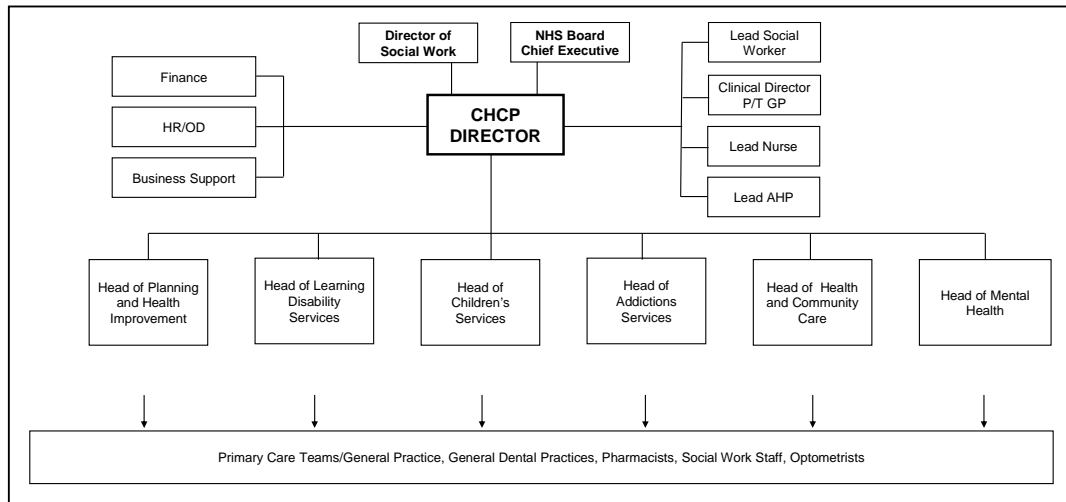 Director of
Social Work
NHS Board
Chief Executive
Lead Social
Worker
Finance
Clinical Director
P/T GP
CHCP
DIRECTOR
HR/OD
Lead Nurse
Business Support
Lead AHP
Head of Planning
and Health
Improvement
Head of Learning
Disability
Services
Head of
Children's
Services
Head of
Addictions
Services
Head of Health
and Community
Care
Head of Mental
Health
Primary Care Teams/General Practice, General Dental Practices, Pharmacists, Social Work Staff, Optometrists